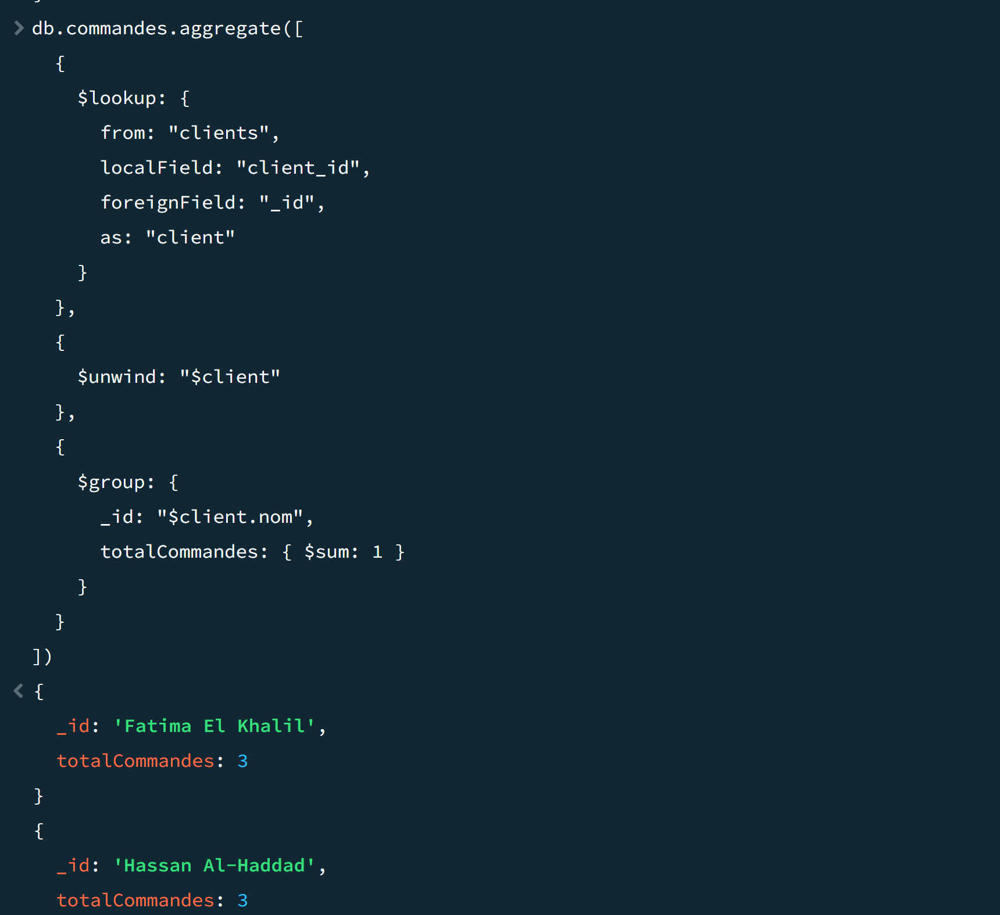 db.commandes.aggregate([
{
$lookup: {
from: "clients",
localField: "client_id",
foreignField: "_id",
as: "client"
}
},
{
$unwind: "$client"
},
{
$group: {
_id: "$client.nom",
totalCommandes: { $sum: 1 }
}
}
])
{
_id: 'Fatima El Khalil',
totalCommandes: 3
}
{
_id: 'Hassan Al-Haddad',
totalCommandes: 3